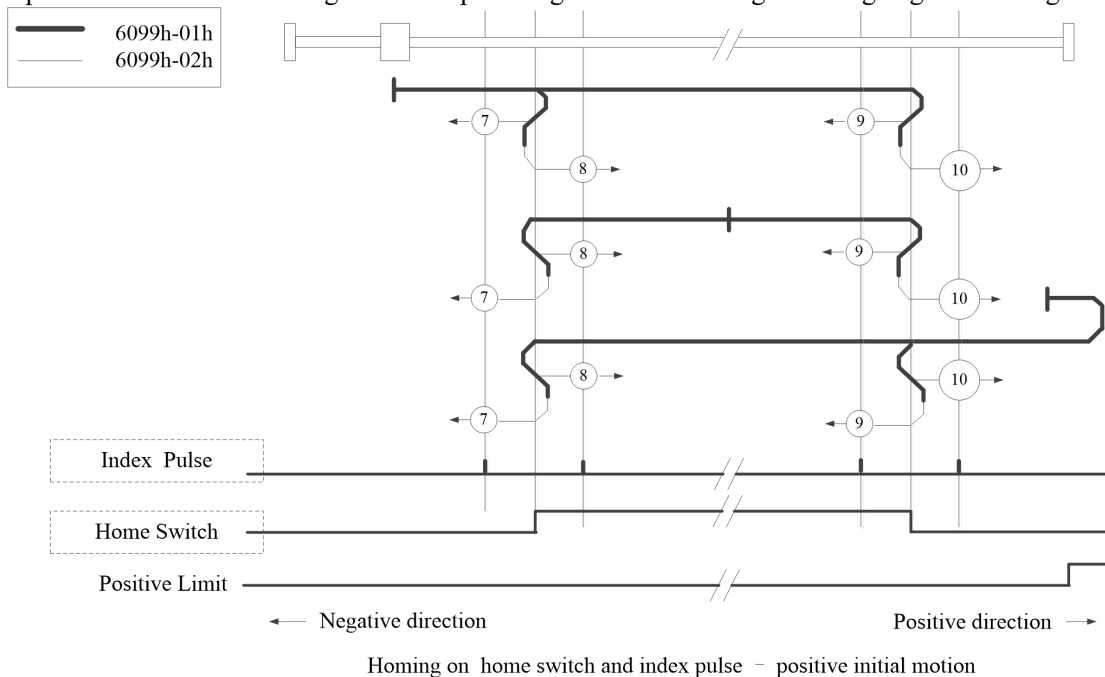 6099h-01h
6099h-02h
7
9
8
10
8
9
7
10
8
10
7
9
Index Pulse
Home Switch
Positive Limit
Negative direction
Positive direction
Homing on home switch and index pulse - positive initial motion